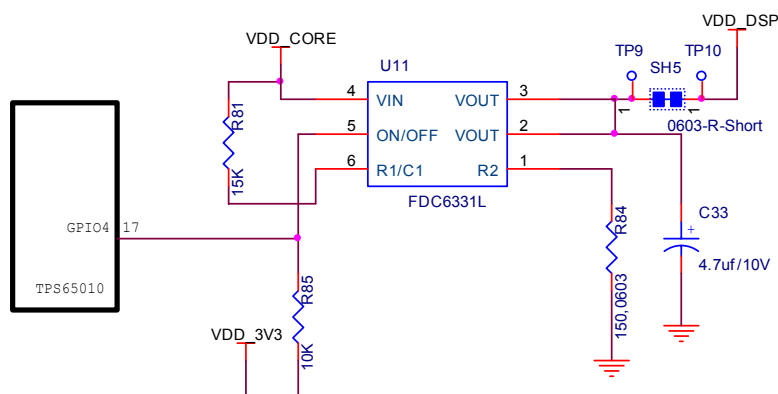 VDD_CORE
VDD_DSP
U11
TP9
TP10
SH5
R81
15K
4
VIN
VOUT
3
1
1
0603-R-Short
5
ON/OFF
VOUT
2
6
R1/C1
R2
1
FDC6331L
GPIO4
17
TPS65010
R84
150,0603
C33
+
4.7uf/10V
R85
10K
VDD_3V3